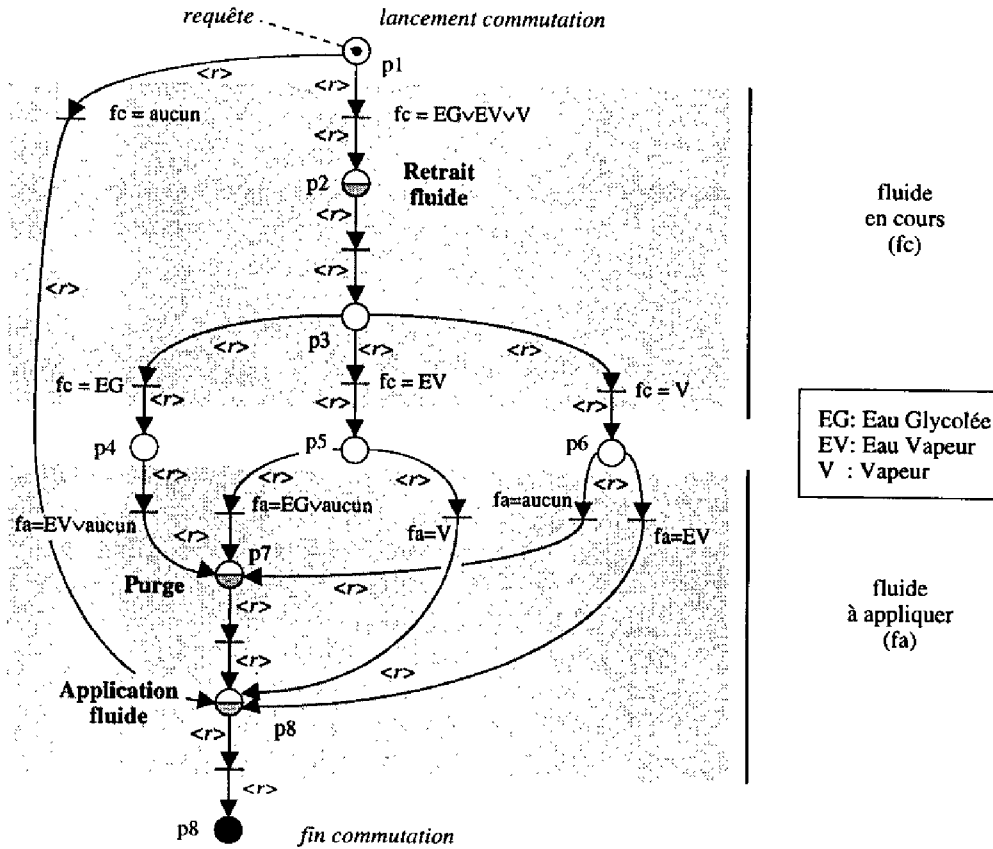 requête
lancement commutation
p1
<r>
<r>
fc = aucun
fc = EG∨EV∨V
<r>
p2
Retrait
fluide
<r>
fluide
en cours
(fc)
<r>
<r>
p3
<r>
<r>
<r>
fc = EG
fc = EV
fc = V
<r>
<r>
<r>
EG: Eau Glycolée
EV: Eau Vapeur
V : Vapeur
p4
p5
p6
<r>
<r>
<r>
<r>
fa=EV∨aucun
fa=EG∨aucun
fa=V
fa=aucun
fa=EV
<r>
p7
Purge
<r>
<r>
fluide
à appliquer
(fa)
<r>
<r>
Application
fluide
p8
<r>
<r>
p8
fin commutation